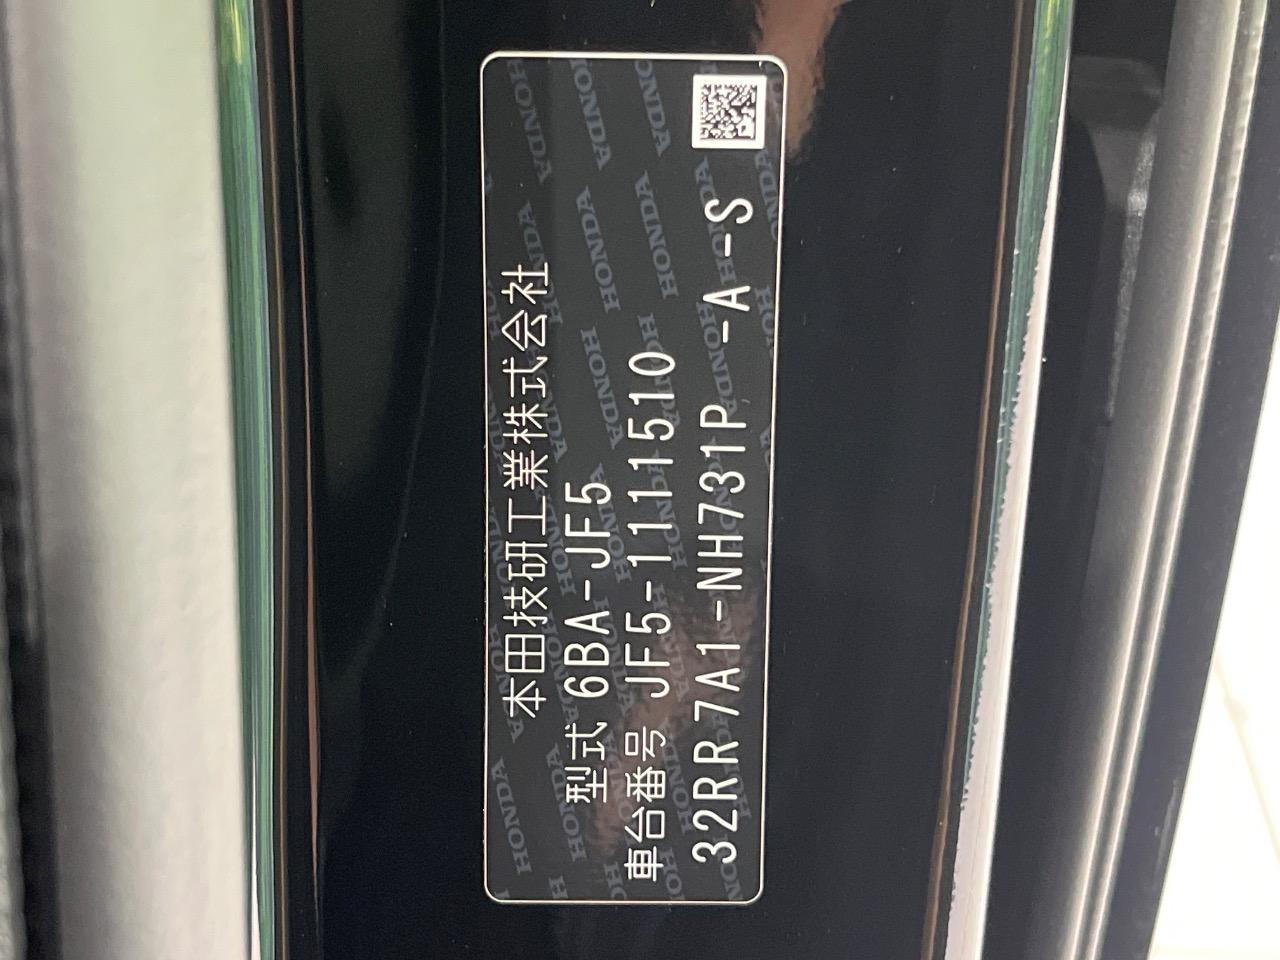 本田技研工業株式会社
型式 6BA-JF5
車台番号 JF5-1111510
32RR7A1-NH731P -A-S